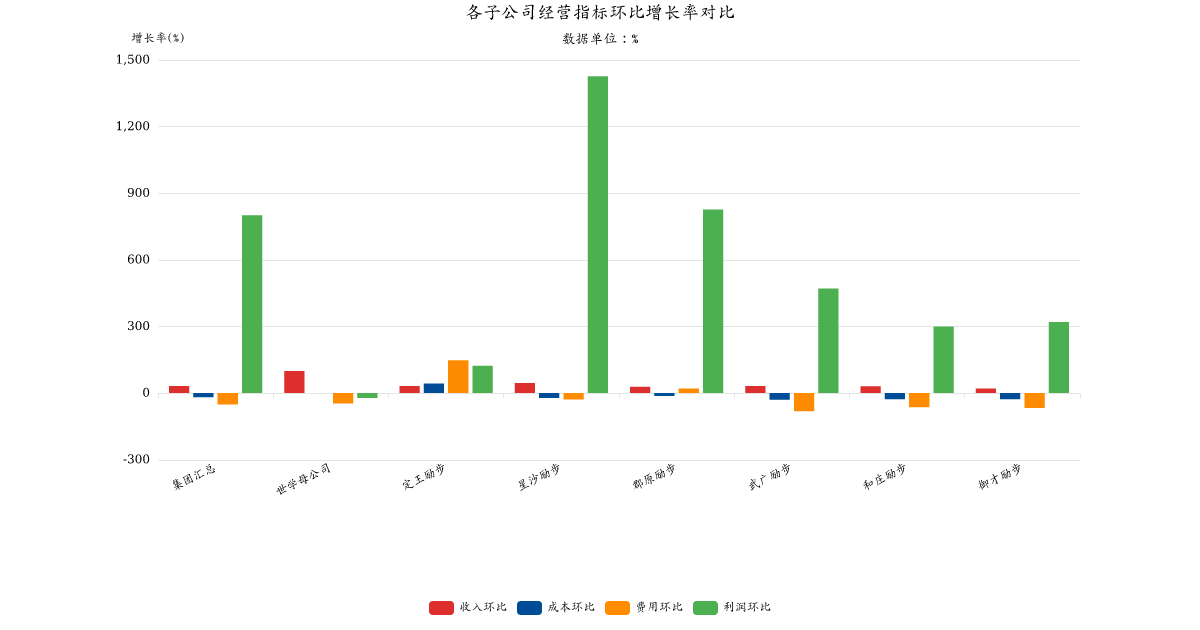 各子公司经营指标环比增长率对比
数据单位：%
增长率(%)
1,500
1,200
900
600
300
0
-300
集团汇总
世学母公司
定王励步
星沙励步
郡原励步
武广励步
和庄励步
御才励步
收入环比 成本环比 费用环比 利润环比